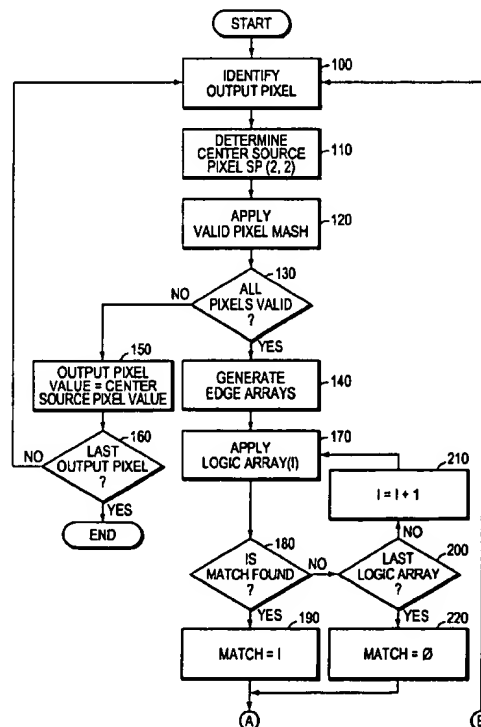 START
100
IDENTIFY
OUTPUT PIXEL
DETERMINE
CENTER SOURCE
PIXEL SP (2, 2)
110
APPLY
VALID PIXEL MASH
120
130
ALL
PIXELS VALID
?
NO
YES
150
OUTPUT PIXEL
VALUE = CENTER
SOURCE PIXEL VALUE
GENERATE
EDGE ARRAYS
140
160
LAST
OUTPUT PIXEL
?
NO
YES
END
170
APPLY
LOGIC ARRAY(I)
210
I = I + 1
180
IS
MATCH FOUND
?
NO
YES
NO
200
LAST
LOGIC ARRAY
?
YES
190
MATCH = I
220
MATCH = Ø
A
B